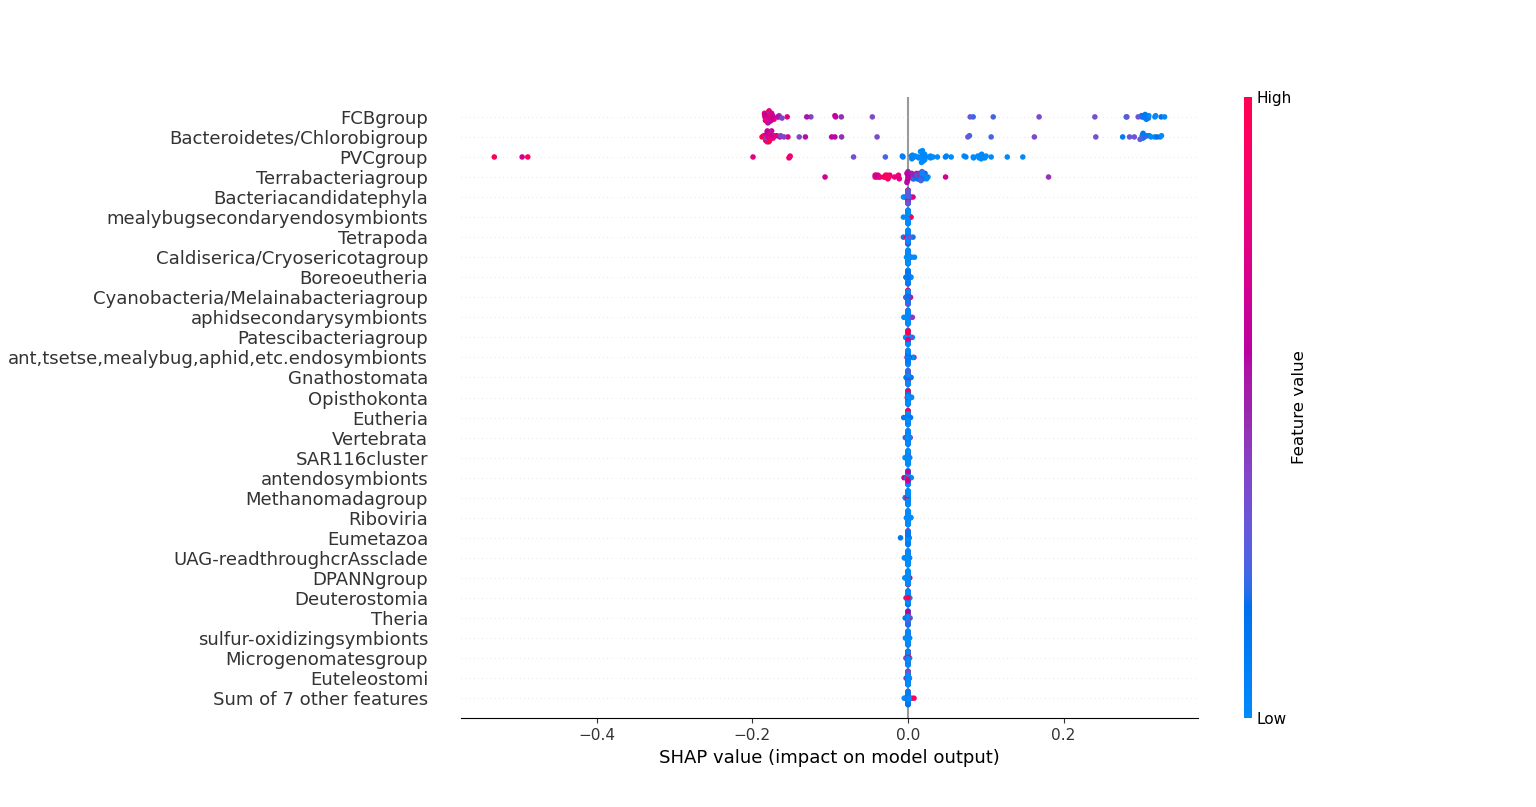 FCBgroup
Bacteroidetes/Chlorobigroup
PVCgroup
Terrabacteriagroup
Bacteriacandidatephyla
mealybugsecondaryendosymbionts
Tetrapoda
Caldiserica/Cryosericotagroup
Boreoeutheria
Cyanobacteria/Melainabacteriagroup
aphidsecondarysymbionts
Patescibacteriagroup
ant,tsetse,mealybug,aphid,etc.endosymbionts
Gnathostomata
Opisthokonta
Eutheria
Vertebrata
SAR116cluster
antendosymbionts
Methanomadagroup
Riboviria
Eumetazoa
UAG-readthroughcrAssclade
DPANNgroup
Deuterostomia
Theria
sulfur-oxidizingsymbionts
Microgenomatesgroup
Euteleostomi
Sum of 7 other features
−0.4 −0.2 0.0 0.2
SHAP value (impact on model output)
High
Feature value
Low